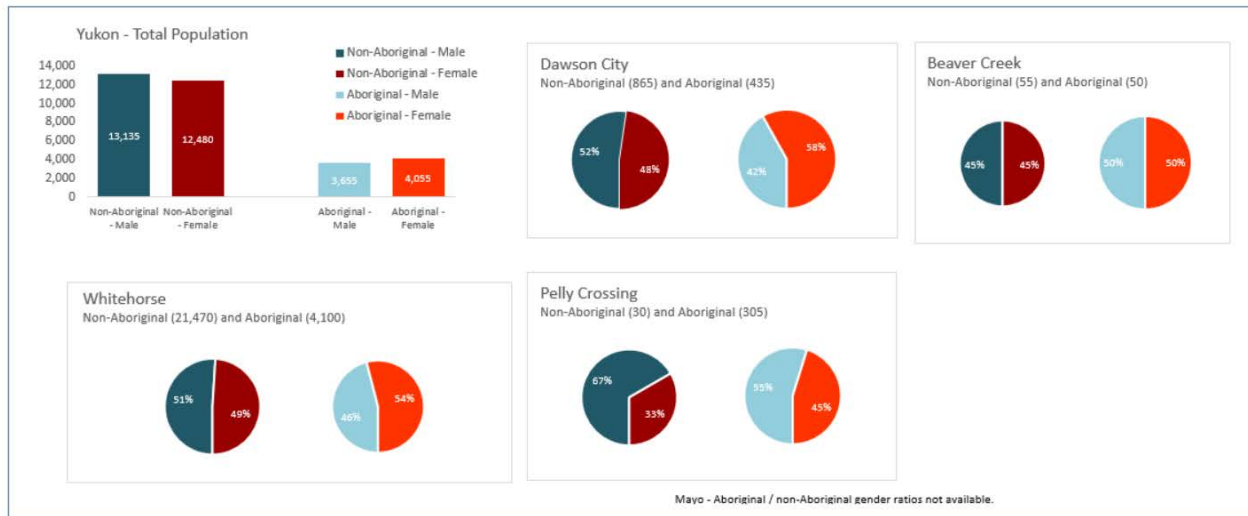 Yukon - Total Population
14,000
12,000
10,000
8,000
6,000
4,000
2,000
0
13,135
12,480
3,655
4,055
Non-Aboriginal
- Male
Non-Aboriginal
- Female
Aboriginal -
Male
Aboriginal -
Female
Non-Aboriginal - Male
Non-Aboriginal - Female
Aboriginal - Male
Aboriginal - Female
Dawson City
Non-Aboriginal (865) and Aboriginal (435)
52%
48%
42%
58%
Beaver Creek
Non-Aboriginal (55) and Aboriginal (50)
45%
45%
50%
50%
Whitehorse
Non-Aboriginal (21,470) and Aboriginal (4,100)
51%
49%
46%
54%
Pelly Crossing
Non-Aboriginal (30) and Aboriginal (305)
67%
33%
55%
45%
Mayo - Aboriginal / non-Aboriginal gender ratios not available.